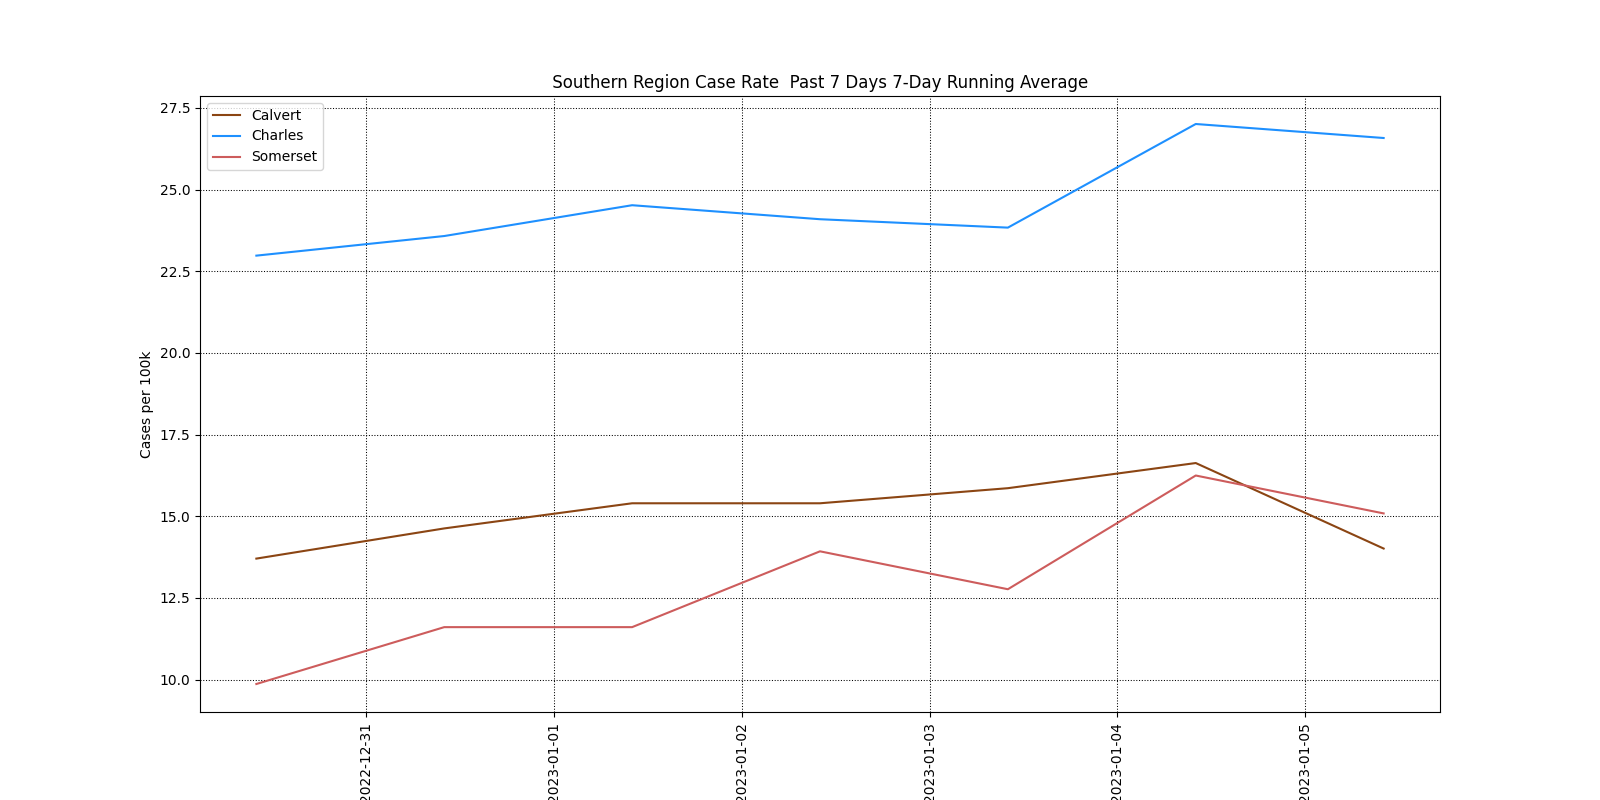 Southern Region Case Rate  Past 7 Days 7-Day Running Average
Calvert
Charles
Somerset
27.5
25.0
22.5
20.0
17.5
15.0
12.5
10.0
Cases per 100k
2022-12-31
2023-01-01
2023-01-02
2023-01-03
2023-01-04
2023-01-05